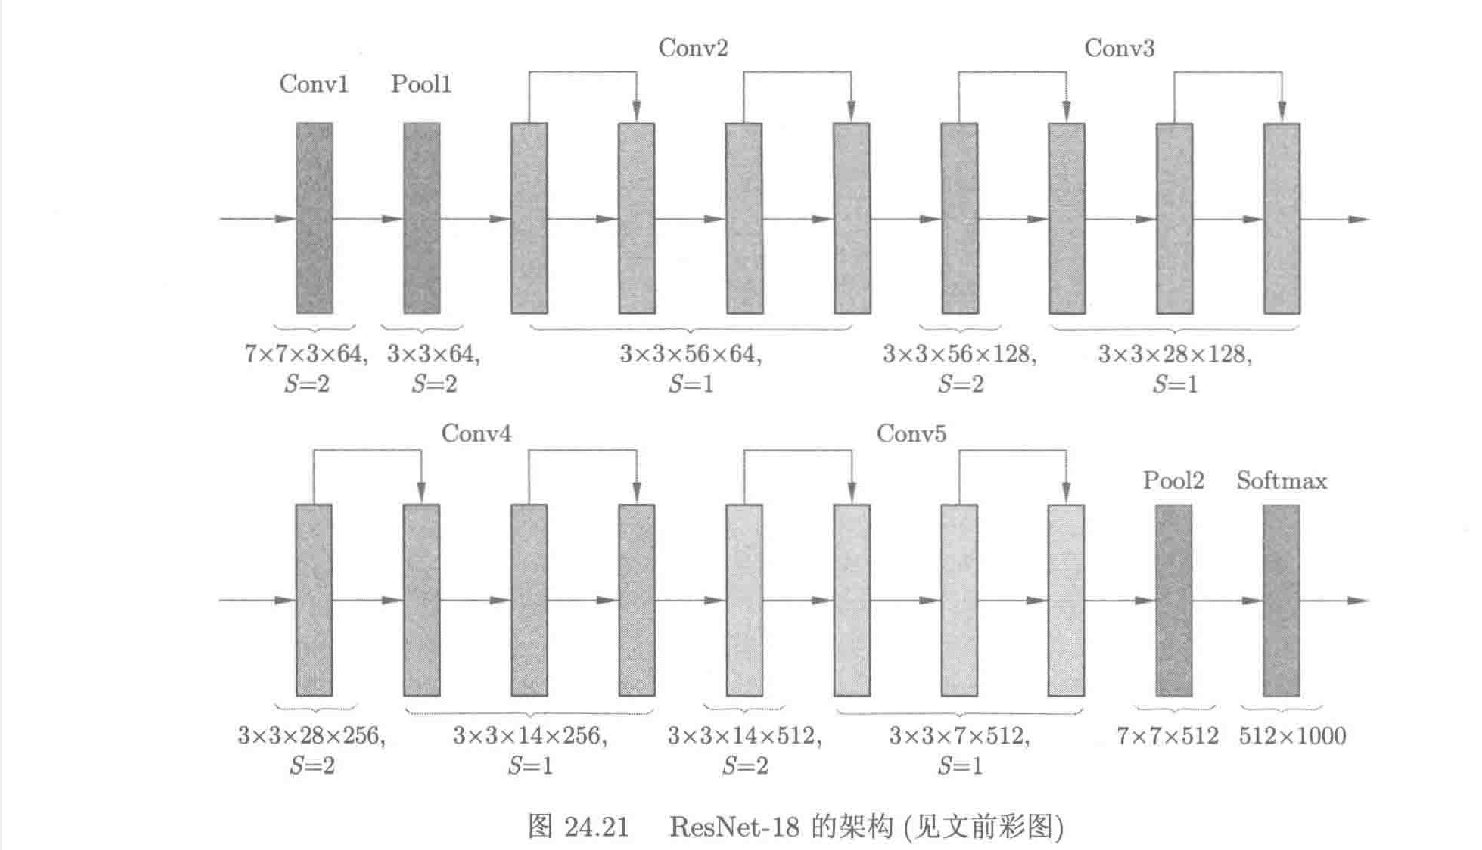 Conv2 Conv3
Conv1 Pool1
7×7×3×64, 3×3×64, 3×3×56×64, 3×3×56×128, 3×3×28×128,
S=2 S=2 S=1 S=2 S=1
Conv4 Conv5
Pool2 Softmax
3×3×28×256, 3×3×14×256, 3×3×14×512, 3×3×7×512, 7×7×512 512×1000
S=2 S=1 S=2 S=1
图 24.21 ResNet-18 的架构 (见文前彩图)